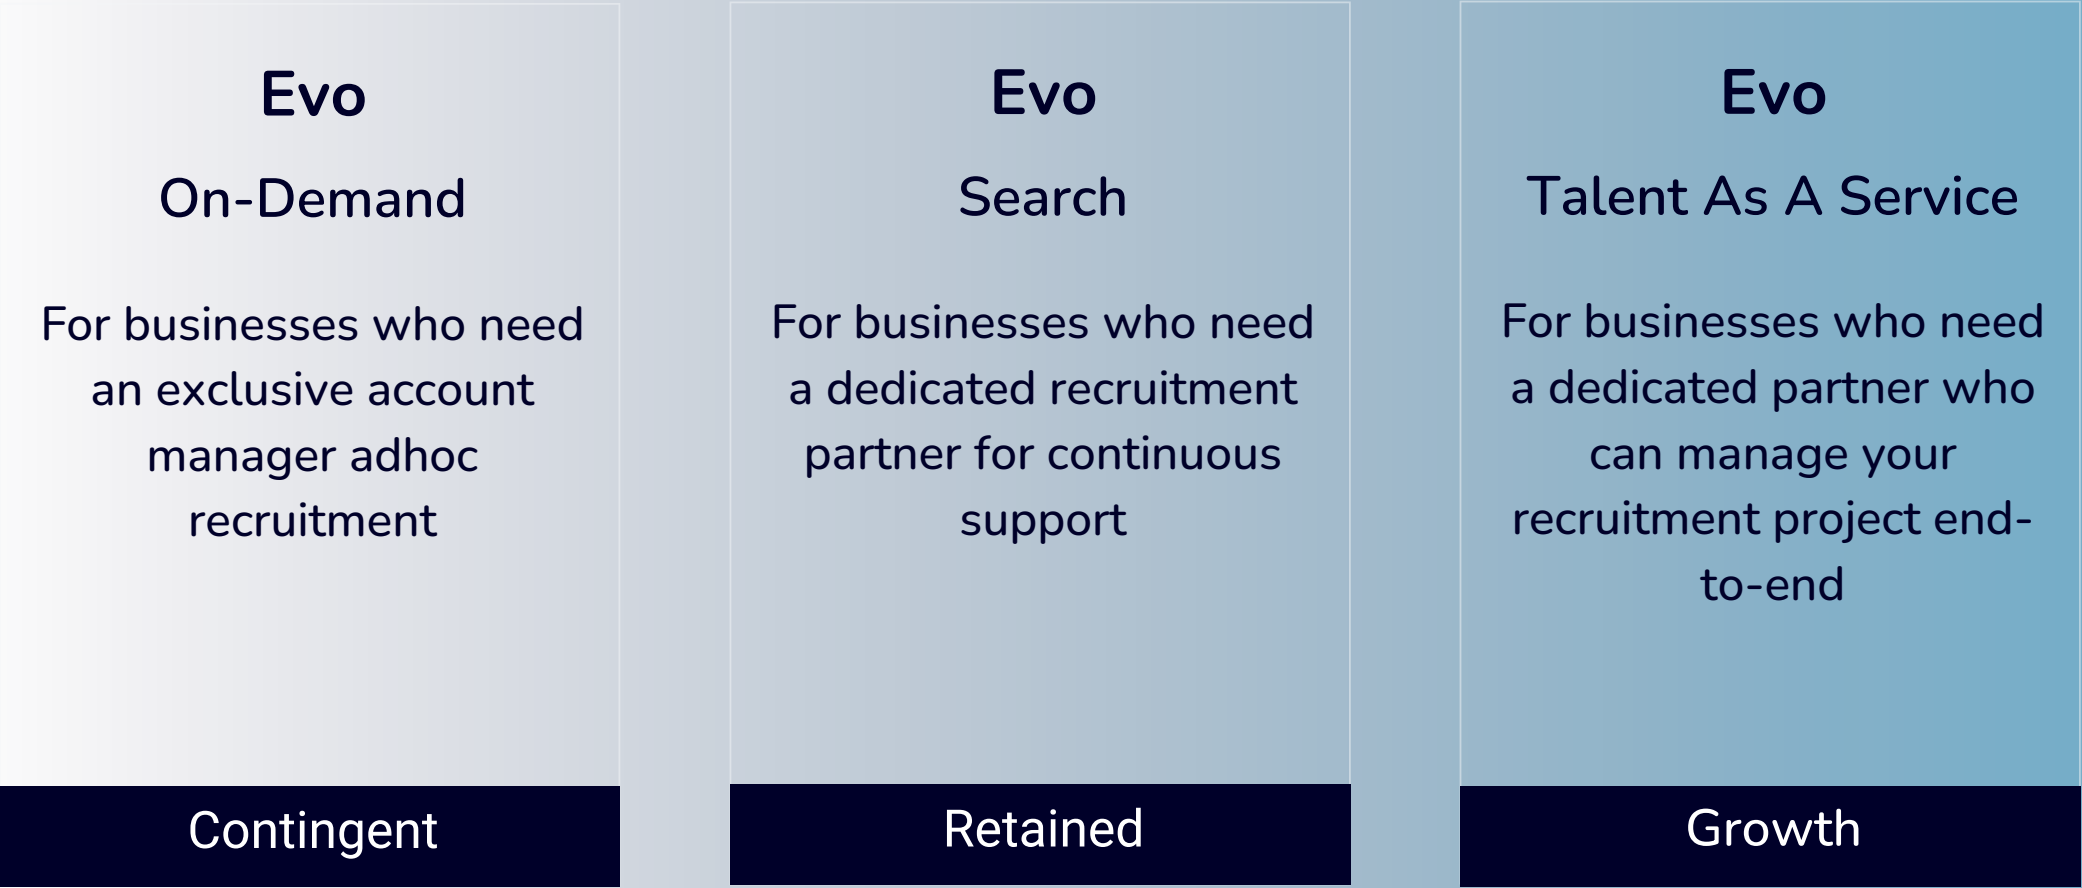 Evo
On-Demand
For businesses who need
an exclusive account
manager adhoc
recruitment
Contingent
Evo
Search
For businesses who need
a dedicated recruitment
partner for continuous
support
Retained
Evo
Talent As A Service
For businesses who need
a dedicated partner who
can manage your
recruitment project end-
to-end
Growth